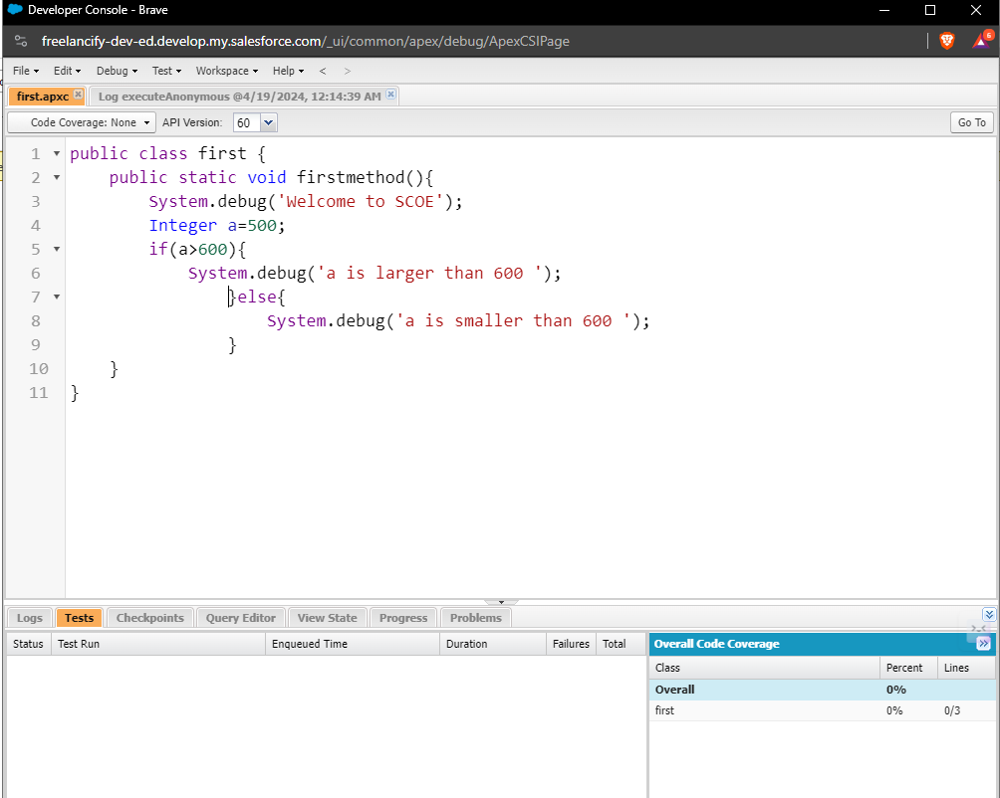 Developer Console - Brave
freelancify-dev-ed.develop.my.salesforce.com/_ui/common/apex/debug/ApexCSIPage
6
File Edit Debug Test Workspace Help < >
first.apxc Log executeAnonymous @4/19/2024, 12:14:39 AM
Code Coverage: None API Version: 60 Go To
1 public class first {
2 public static void firstmethod(){
3 System.debug('Welcome to SCOE');
4 Integer a=500;
5 if(a>600){
6 System.debug('a is larger than 600 ');
7 }else{
8 System.debug('a is smaller than 600 ');
9 }
10 }
11 }
Logs Tests Checkpoints Query Editor View State Progress Problems
Status Test Run Enqueued Time Duration Failures Total
Overall Code Coverage
Class Percent Lines
Overall 0%
first 0% 0/3